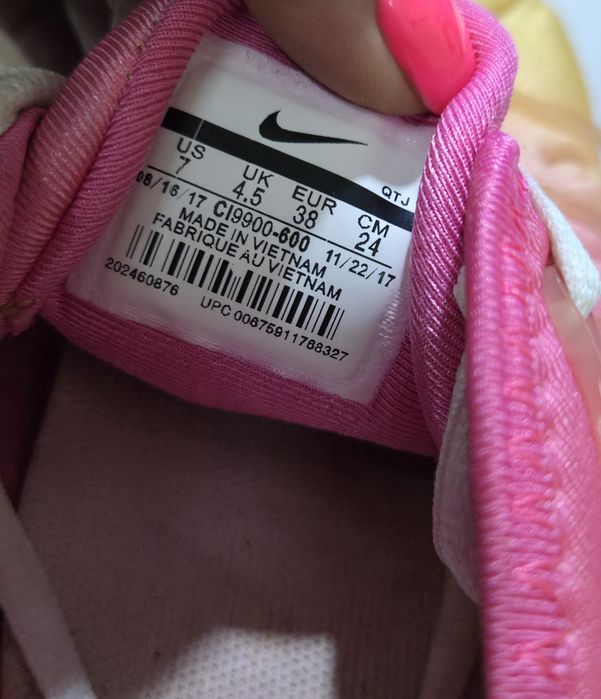 US UK EUR CM QTJ
7 4.5 38 24
08/16/17 CI9900-600 11/22/17
MADE IN VIETNAM
FABRIQUE AU VIETNAM
202460876 UPC 00675911768327